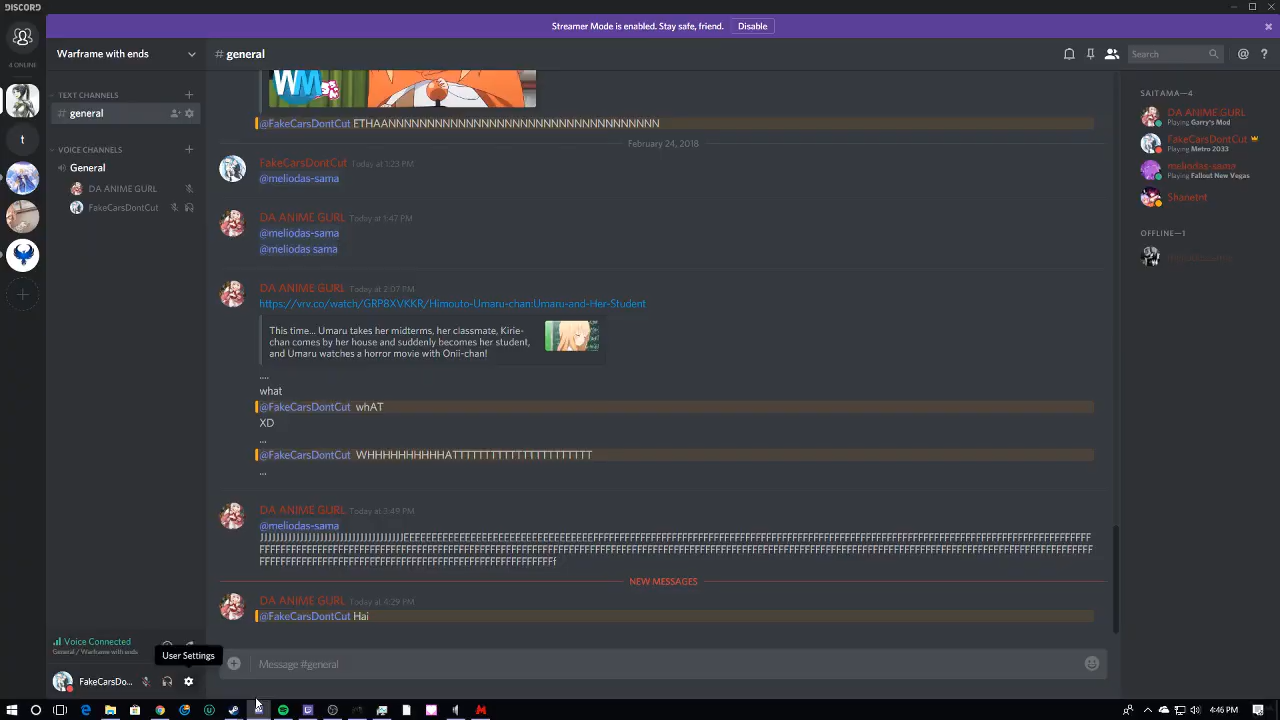 DISCORD
Streamer Mode is enabled. Stay safe, friend. Disable
4 ONLINE
Warframe with ends
# general
Search
TEXT CHANNELS
# general
VOICE CHANNELS
General
DA ANIME GURL
FakeCarsDontCut
t
WM
@FakeCarsDontCut ETHAANNNNNNNNNNNNNNNNNNNNNNNNNNNNNNNNNN
February 24, 2018
FakeCarsDontCut Today at 1:23 PM
@meliodas-sama
DA ANIME GURL Today at 1:47 PM
@meliodas-sama
@meliodas sama
DA ANIME GURL Today at 2:07 PM
https://vrv.co/watch/GRP8XVKKR/Himouto-Umaru-chan:Umaru-and-Her-Student
This time... Umaru takes her midterms, her classmate, Kirie-
chan comes by her house and suddenly becomes her student,
and Umaru watches a horror movie with Onii-chan!
....
what
@FakeCarsDontCut whAT
XD
...
@FakeCarsDontCut WHHHHHHHHHHATTTTTTTTTTTTTTTTTTTTTT
...
DA ANIME GURL Today at 3:49 PM
@meliodas-sama
NEW MESSAGES
DA ANIME GURL Today at 4:29 PM
@FakeCarsDontCut Hai
Message #general
SAITAMA—4
DA ANIME GURL
Playing Garry's Mod
FakeCarsDontCut
Playing Metro 2033
meliodas-sama
Playing Fallout New Vegas
Shanetnt
OFFLINE—1
Voice Connected
General / Warframe with ends
User Settings
FakeCarsDo...
4:46 PM